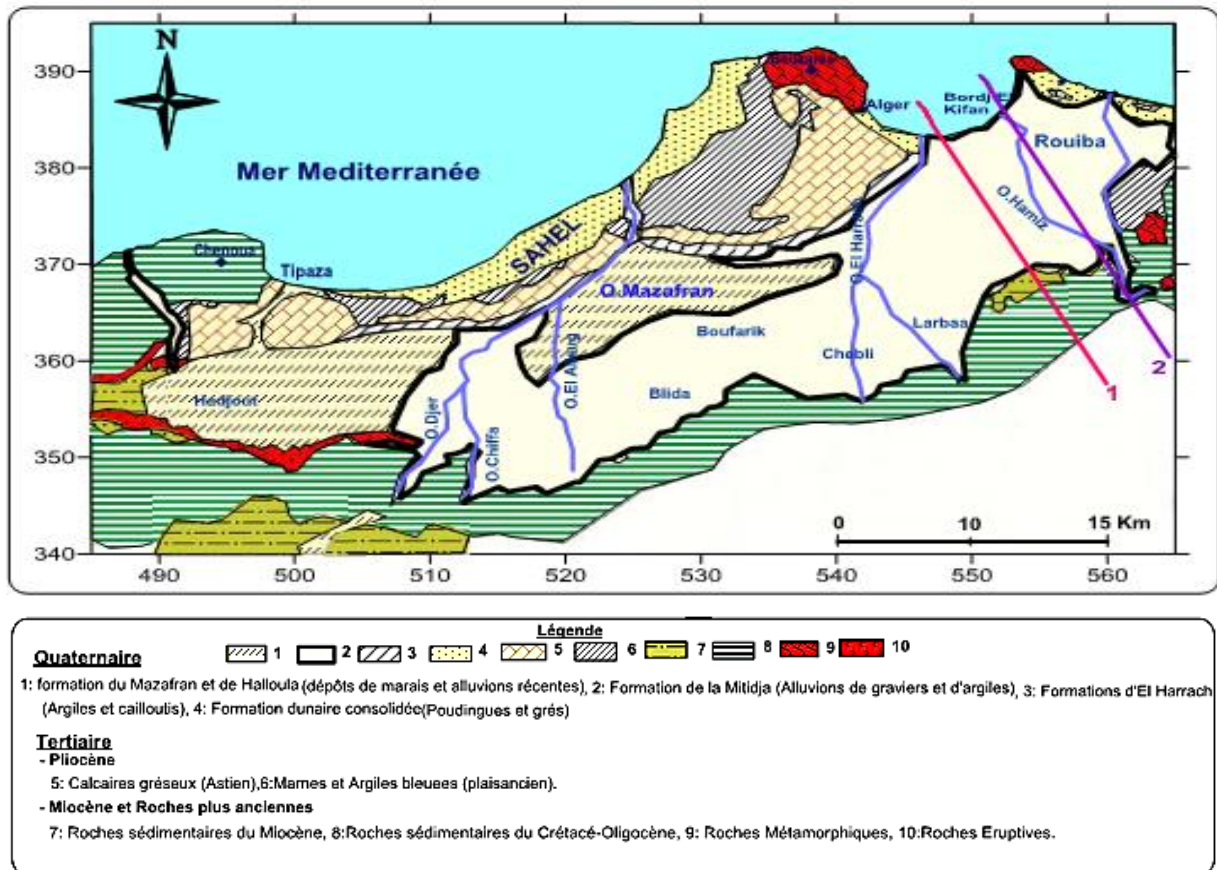 N
390
380
370
360
350
340
490
500
510
520
530
540
550
560
Mer Mediterranée
Alger
Bordj El
Kifan
Rouiba
O.Hamiz
O.El Harrach
SAHEL
Chenoua
Tipaza
O.Mazafran
Boufarik
Larbaa
Chebli
Blida
Hadjout
O.Djer
O.Chiffa
1
2
0 10 15 Km
Légende
Quaternaire
1 2 3 4 5 6 7 8 9 10
1: formation du Mazafran et de Halloula (dépôts de marais et alluvions récentes), 2: Formation de la Mitidja (Alluvions de graviers et d'argiles), 3: Formations d'El Harrach
(Argiles et cailloutis), 4: Formation dunaire consolidée(Poudingues et grés)
Tertiaire
- Pliocène
5: Calcaires gréseux (Astien),6:Marnes et Argiles bleuees (plaisancien).
- Miocène et Roches plus anciennes
7: Roches sédimentaires du Miocène, 8:Roches sédimentaires du Crétacé-Oligocène, 9: Roches Métamorphiques, 10:Roches Eruptives.